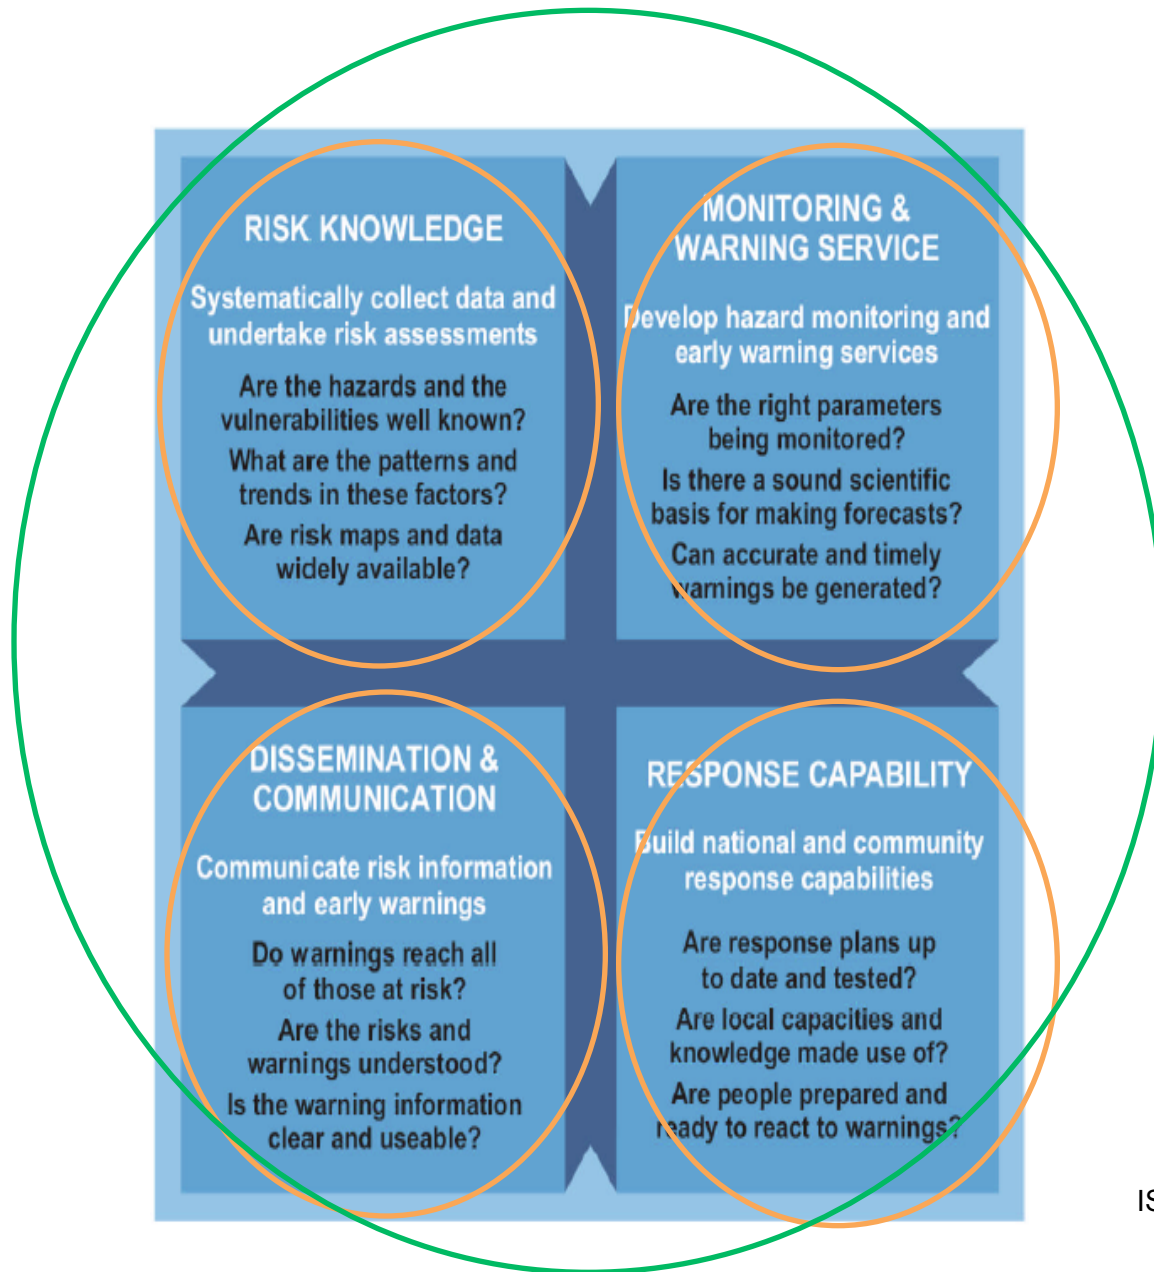 RISK KNOWLEDGE
Systematically collect data and
undertake risk assessments
Are the hazards and the
vulnerabilities well known?
What are the patterns and
trends in these factors?
Are risk maps and data
widely available?
MONITORING &
WARNING SERVICE
Develop hazard monitoring and
early warning services
Are the right parameters
being monitored?
Is there a sound scientific
basis for making forecasts?
Can accurate and timely
warnings be generated?
DISSEMINATION &
COMMUNICATION
Communicate risk information
and early warnings
Do warnings reach all
of those at risk?
Are the risks and
warnings understood?
Is the warning information
clear and useable?
RESPONSE CAPABILITY
Build national and community
response capabilities
Are response plans up
to date and tested?
Are local capacities and
knowledge made use of?
Are people prepared and
ready to react to warnings?